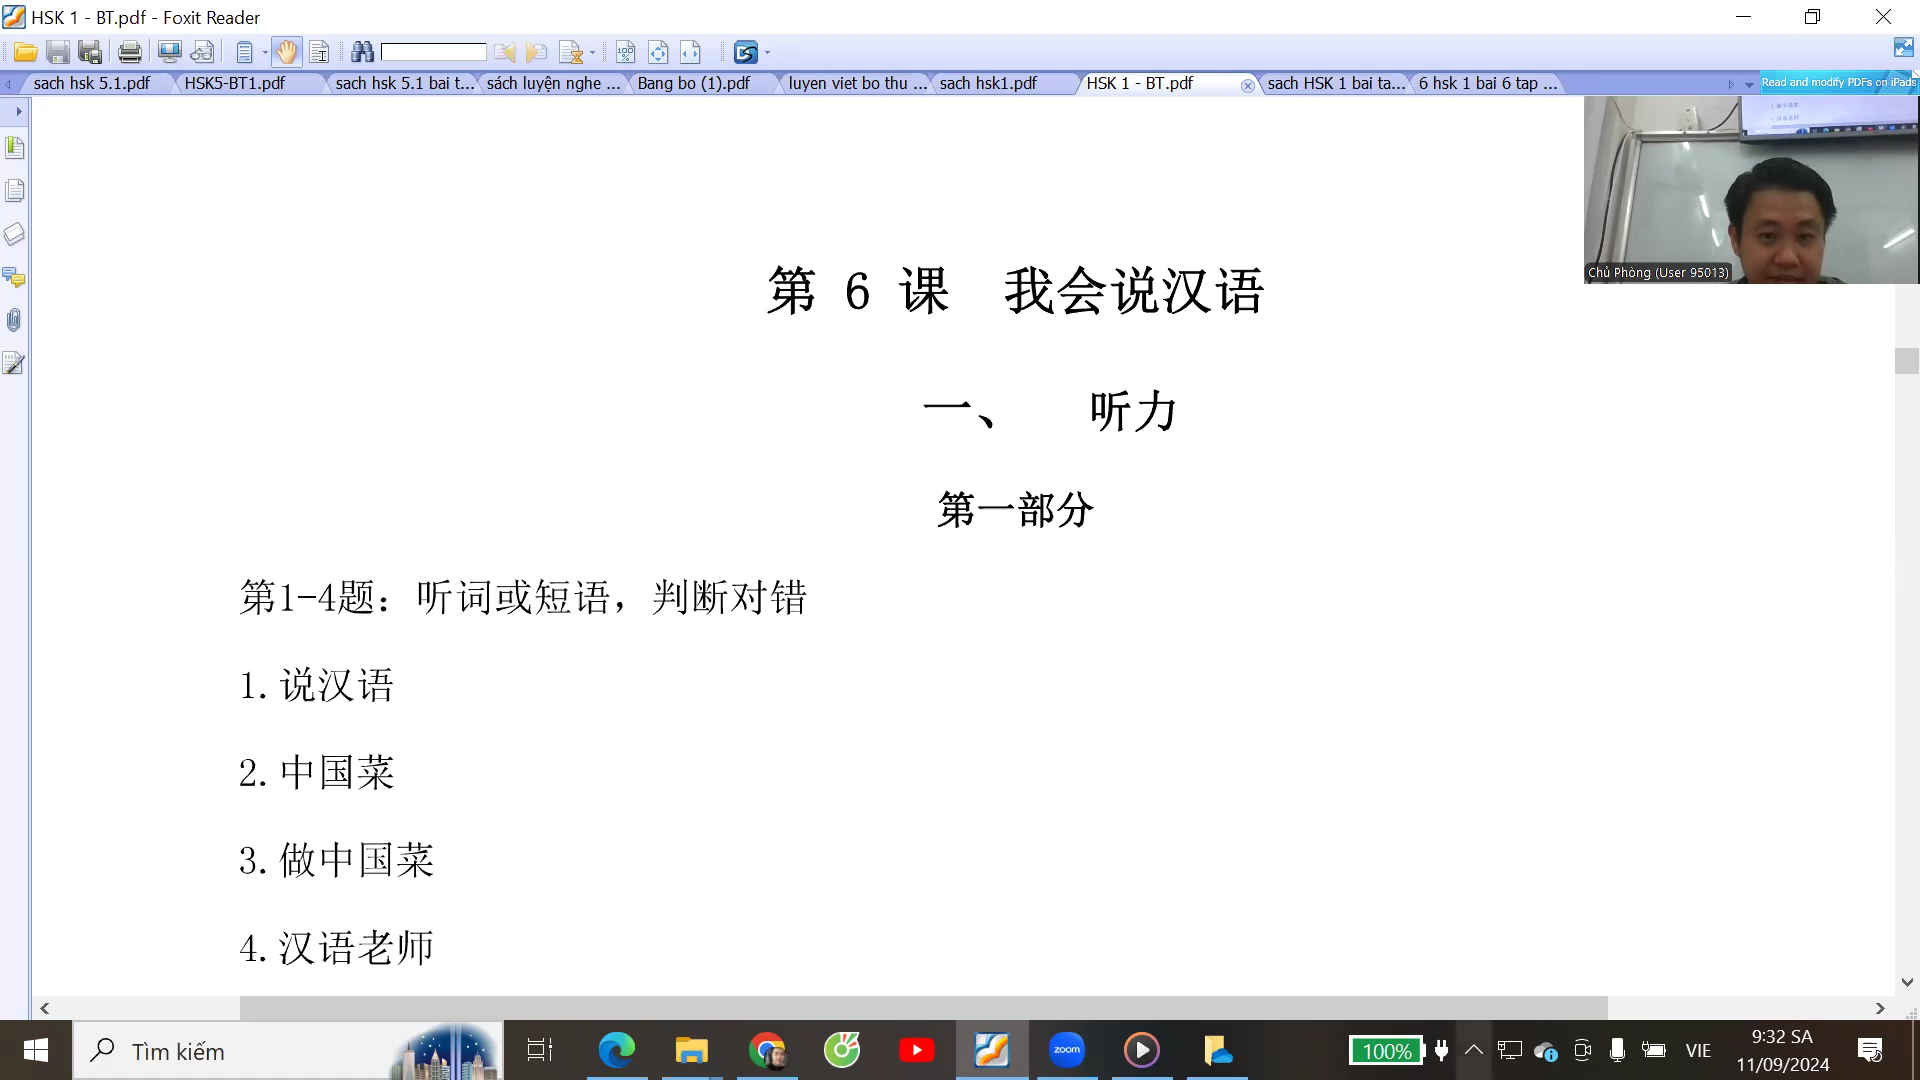 HSK 1 - BT.pdf - Foxit Reader
sach hsk 5.1.pdf
HSK5-BT1.pdf
sach hsk 5.1 bai t...
sách luyện nghe ...
Bang bo (1).pdf
luyen viet bo thu ...
sach hsk1.pdf
HSK 1 - BT.pdf
sach HSK 1 bai ta...
6 hsk 1 bai 6 tap ...
Read and modify PDFs on iPads
Chủ Phòng (User 95013)
第 6 课 我会说汉语
一、 听力
第一部分
第1-4题：听词或短语，判断对错
1.说汉语
2.中国菜
3.做中国菜
4.汉语老师
Tìm kiếm
zoom
100%
VIE
9:32 SA
11/09/2024